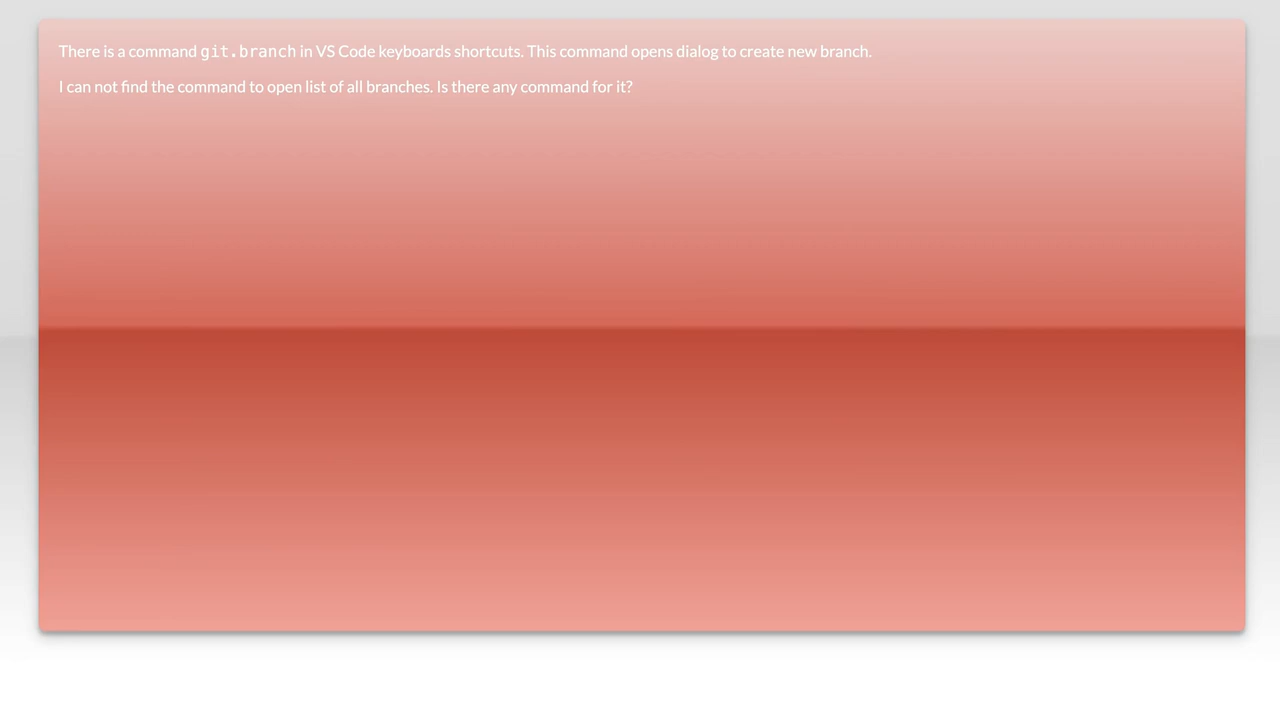 There is a command git.branch in VS Code keyboards shortcuts. This command opens dialog to create new branch.
I can not find the command to open list of all branches. Is there any command for it?